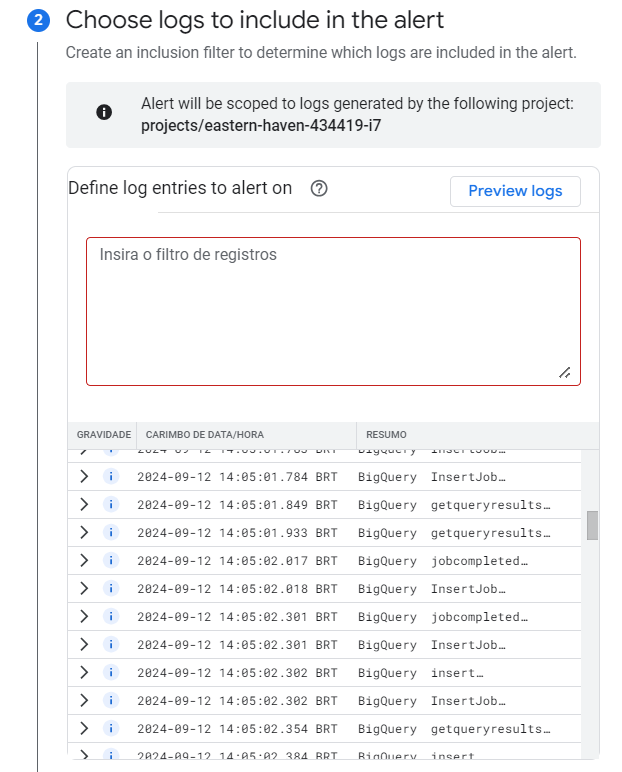 2 Choose logs to include in the alert
Create an inclusion filter to determine which logs are included in the alert.
Alert will be scoped to logs generated by the following project:
projects/eastern-haven-434419-i7
Define log entries to alert on
Preview logs
Insira o filtro de registros
GRAVIDADE CARIMBO DE DATA/HORA RESUMO
2024-09-12 14:05:01.783 BRT BigQuery InsertJob…
2024-09-12 14:05:01.784 BRT BigQuery InsertJob…
2024-09-12 14:05:01.849 BRT BigQuery getqueryresults…
2024-09-12 14:05:01.933 BRT BigQuery getqueryresults…
2024-09-12 14:05:02.017 BRT BigQuery jobcompleted…
2024-09-12 14:05:02.018 BRT BigQuery InsertJob…
2024-09-12 14:05:02.301 BRT BigQuery jobcompleted…
2024-09-12 14:05:02.301 BRT BigQuery InsertJob…
2024-09-12 14:05:02.302 BRT BigQuery insert…
2024-09-12 14:05:02.302 BRT BigQuery InsertJob…
2024-09-12 14:05:02.354 BRT BigQuery getqueryresults…
2024-09-12 14:05:02.384 BRT BigQuery insert